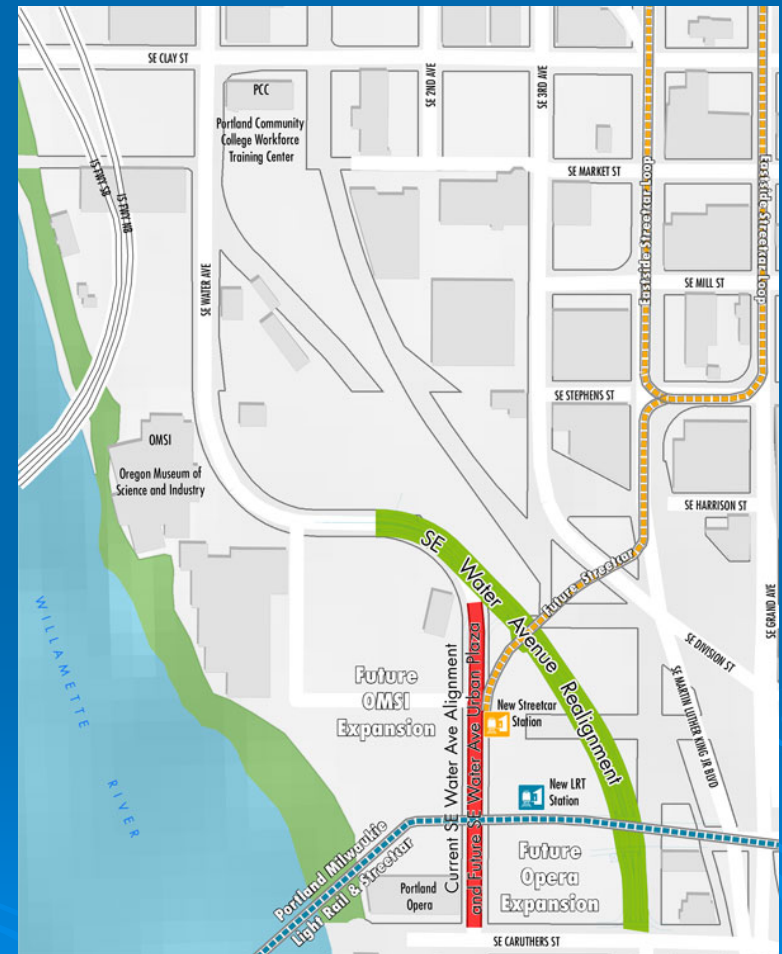 SE CLAY ST
PCC
Portland Community
College Workforce
Training Center
SE 2ND AVE
SE 3RD AVE
SE MARKET ST
I5 FWY SB
I5 FWY NB
Eastside Streetcar Loop
Eastside Streetcar Loop
SE WATER AVE
SE MILL ST
SE STEPHENS ST
OMSI
Oregon Museum of
Science and Industry
SE HARRISON ST
SE Water Avenue Realignment
Future Streetcar
SE GRAND AVE
SE DIVISION ST
SE MARTIN LUTHER KING JR BLVD
WILLAMETTE RIVER
Future
OMSI
Expansion
Current SE Water Ave Alignment
and Future SE Water Ave Urban Plaza
New Streetcar
Station
New LRT
Station
Portland Milwaukie
Light Rail & Streetcar
Portland
Opera
Future
Opera
Expansion
SE CARUTHERS ST